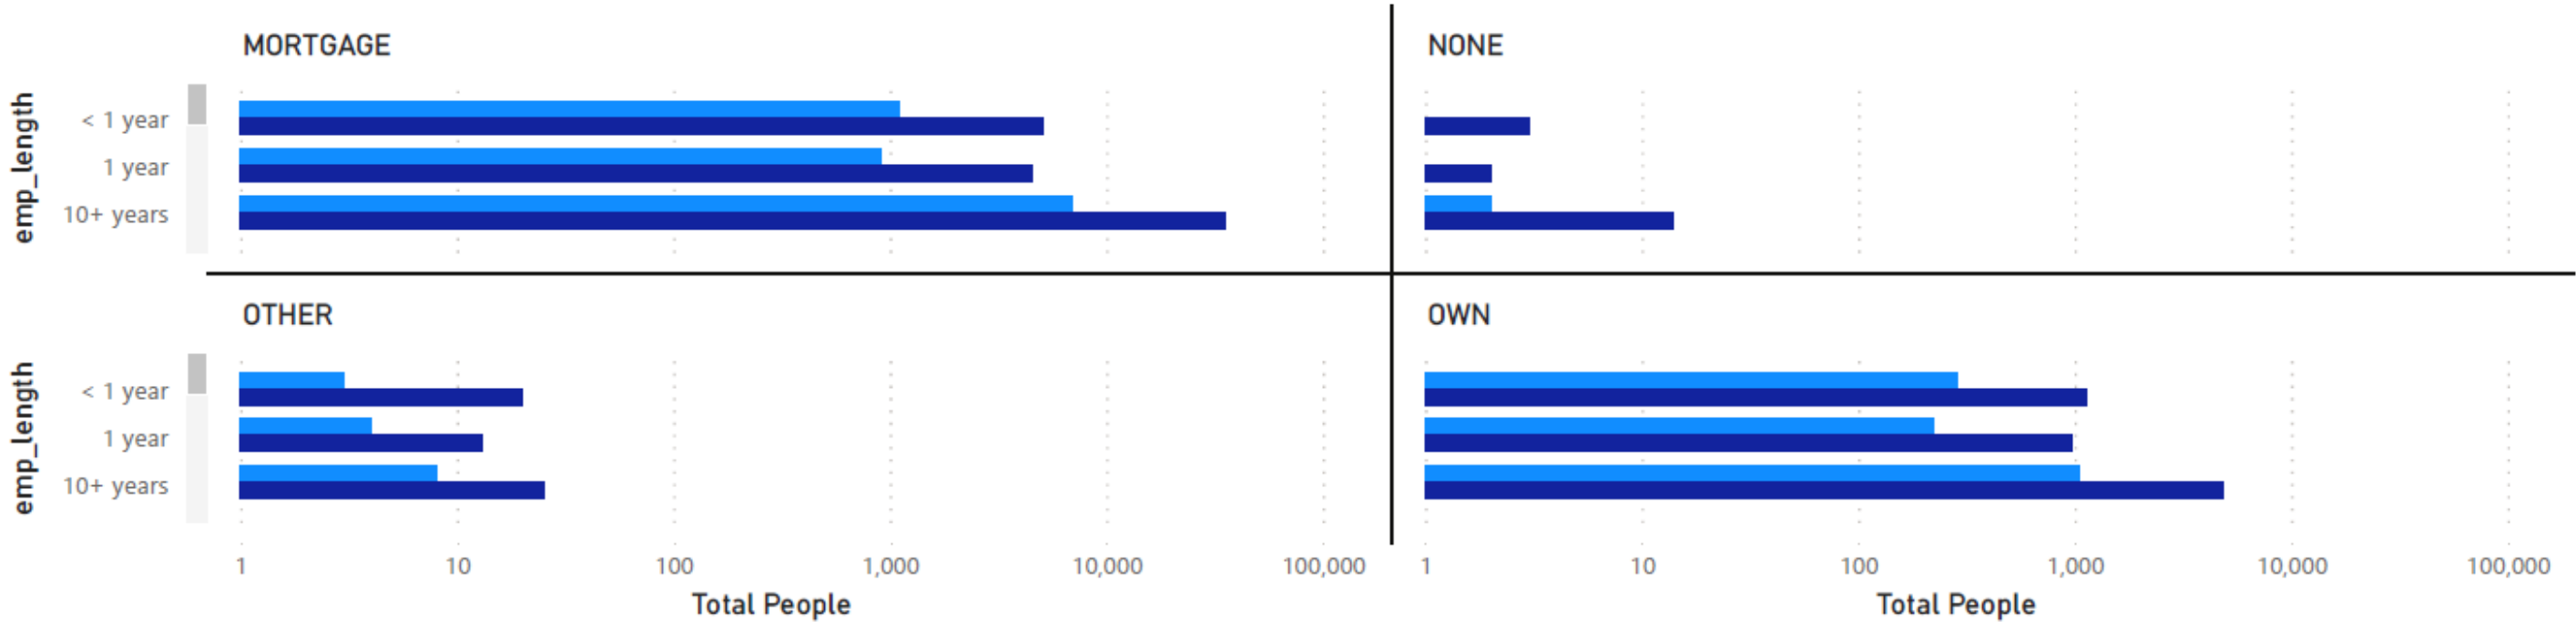 MORTGAGE
NONE
emp_length
< 1 year
1 year
10+ years
OTHER
OWN
emp_length
< 1 year
1 year
10+ years
1 10 100 1,000 10,000 100,000
1 10 100 1,000 10,000 100,000
Total People
Total People